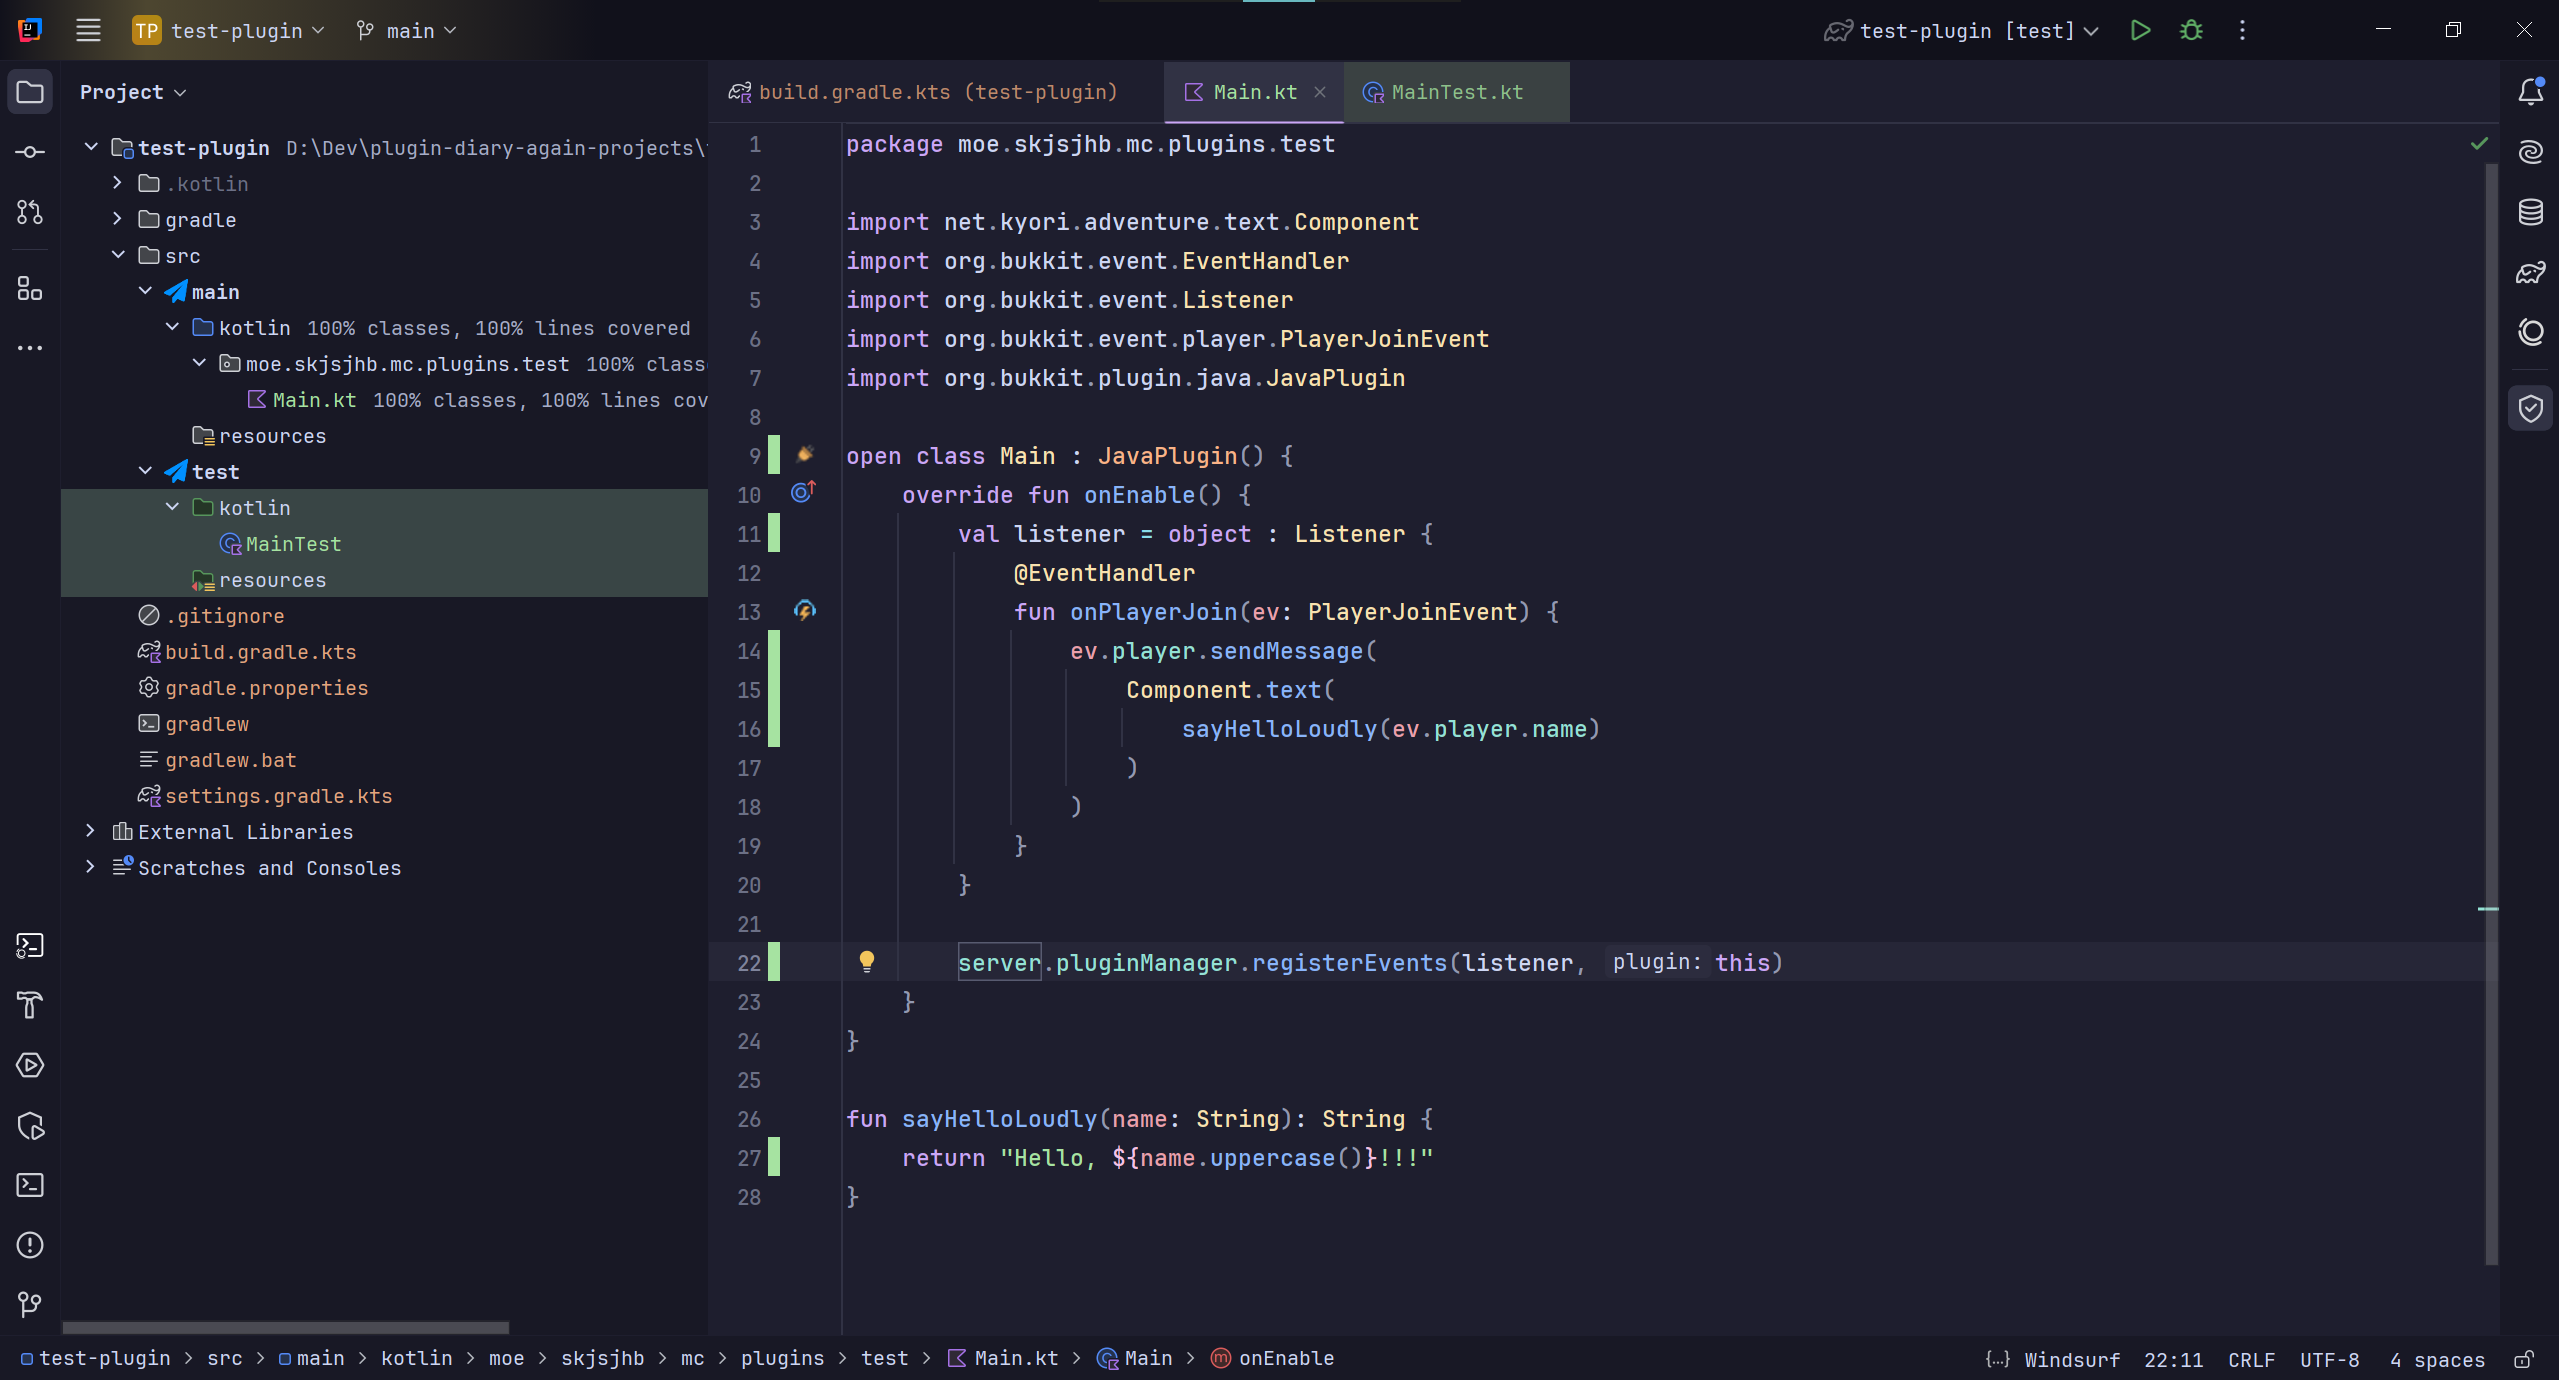 TP test-plugin main test-plugin [test]
Project
build.gradle.kts (test-plugin) Main.kt MainTest.kt
test-plugin D:\Dev\plugin-diary-again-projects\
.kotlin
gradle
src
main
kotlin 100% classes, 100% lines covered
moe.skjsjhb.mc.plugins.test 100% class
Main.kt 100% classes, 100% lines cov
resources
test
kotlin
MainTest
resources
.gitignore
build.gradle.kts
gradle.properties
gradlew
gradlew.bat
settings.gradle.kts
External Libraries
Scratches and Consoles
1 package moe.skjsjhb.mc.plugins.test
2
3 import net.kyori.adventure.text.Component
4 import org.bukkit.event.EventHandler
5 import org.bukkit.event.Listener
6 import org.bukkit.event.player.PlayerJoinEvent
7 import org.bukkit.plugin.java.JavaPlugin
8
9 open class Main : JavaPlugin() {
10 override fun onEnable() {
11 val listener = object : Listener {
12 @EventHandler
13 fun onPlayerJoin(ev: PlayerJoinEvent) {
14 ev.player.sendMessage(
15 Component.text(
16 sayHelloLoudly(ev.player.name)
17 )
18 )
19 }
20 }
21
22 server.pluginManager.registerEvents(listener, plugin: this)
23 }
24 }
25
26 fun sayHelloLoudly(name: String): String {
27 return "Hello, ${name.uppercase()}!!!"
28 }
test-plugin > src > main > kotlin > moe > skjsjhb > mc > plugins > test > Main.kt > Main > onEnable
{...} Windsurf 22:11 CRLF UTF-8 4 spaces